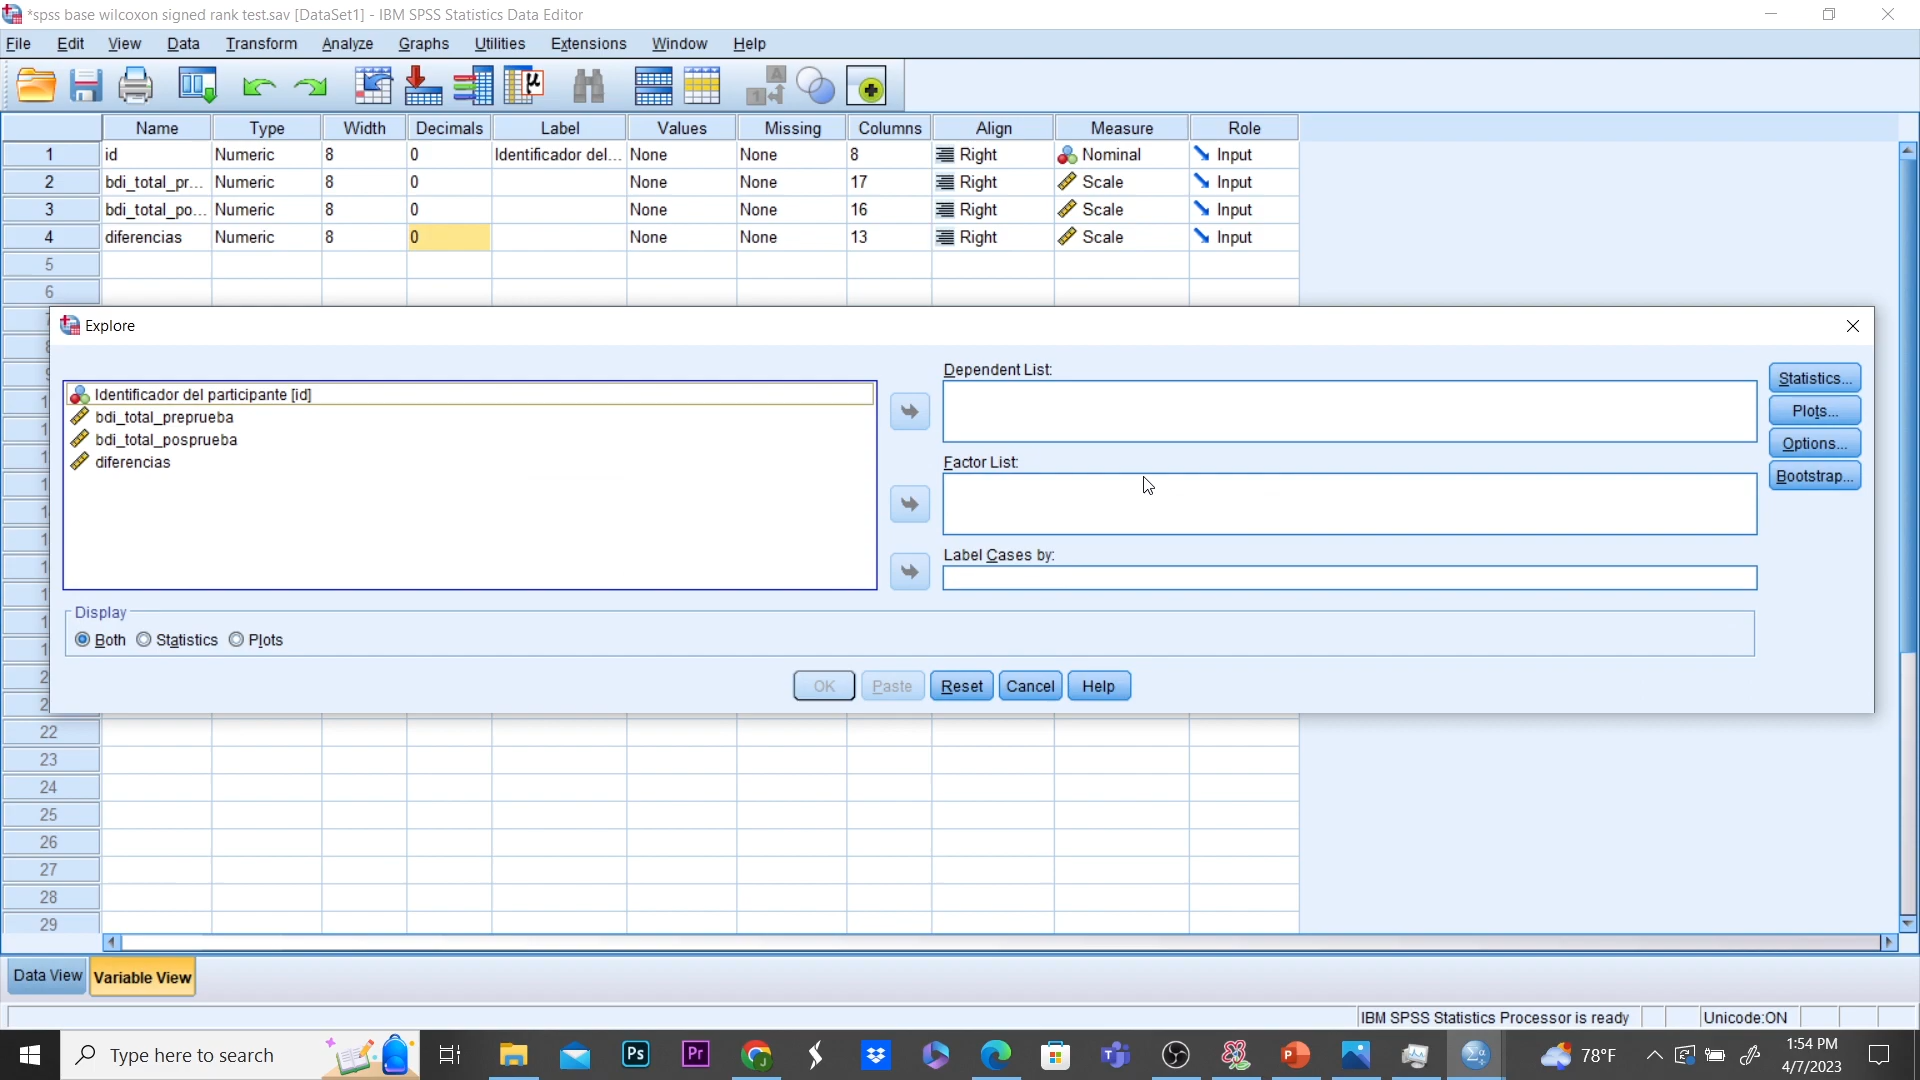 *spss base wilcoxon signed rank test.sav [DataSet1] - IBM SPSS Statistics Data Editor
File Edit View Data Transform Analyze Graphs Utilities Extensions Window Help
Name Type Width Decimals Label Values Missing Columns Align Measure Role
1 id Numeric 8 0 Identificador del... None None 8 Right Nominal Input
2 bdi_total_pr... Numeric 8 0 None None 17 Right Scale Input
3 bdi_total_po... Numeric 8 0 None None 16 Right Scale Input
4 diferencias Numeric 8 0 None None 13 Right Scale Input
5
6
Explore
Dependent List:
Identificador del participante [id]
bdi_total_preprueba
bdi_total_posprueba
diferencias
Factor List:
Label Cases by:
Statistics...
Plots...
Options...
Bootstrap...
Display
Both Statistics Plots
OK Paste Reset Cancel Help
22
23
24
25
26
27
28
29
Data View Variable View
IBM SPSS Statistics Processor is ready Unicode:ON
Type here to search
Ps
Pr
78°F
1:54 PM
4/7/2023